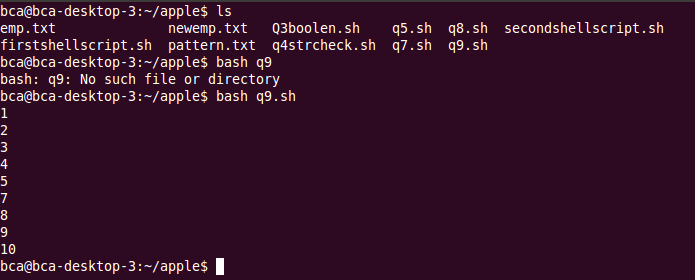 bca@bca-desktop-3:~/apple$ ls
emp.txt newemp.txt Q3boolen.sh q5.sh q8.sh secondshellscript.sh
firstshellscript.sh pattern.txt q4strcheck.sh q7.sh q9.sh
bca@bca-desktop-3:~/apple$ bash q9
bash: q9: No such file or directory
bca@bca-desktop-3:~/apple$ bash q9.sh
1
2
3
4
5
7
8
9
10
bca@bca-desktop-3:~/apple$